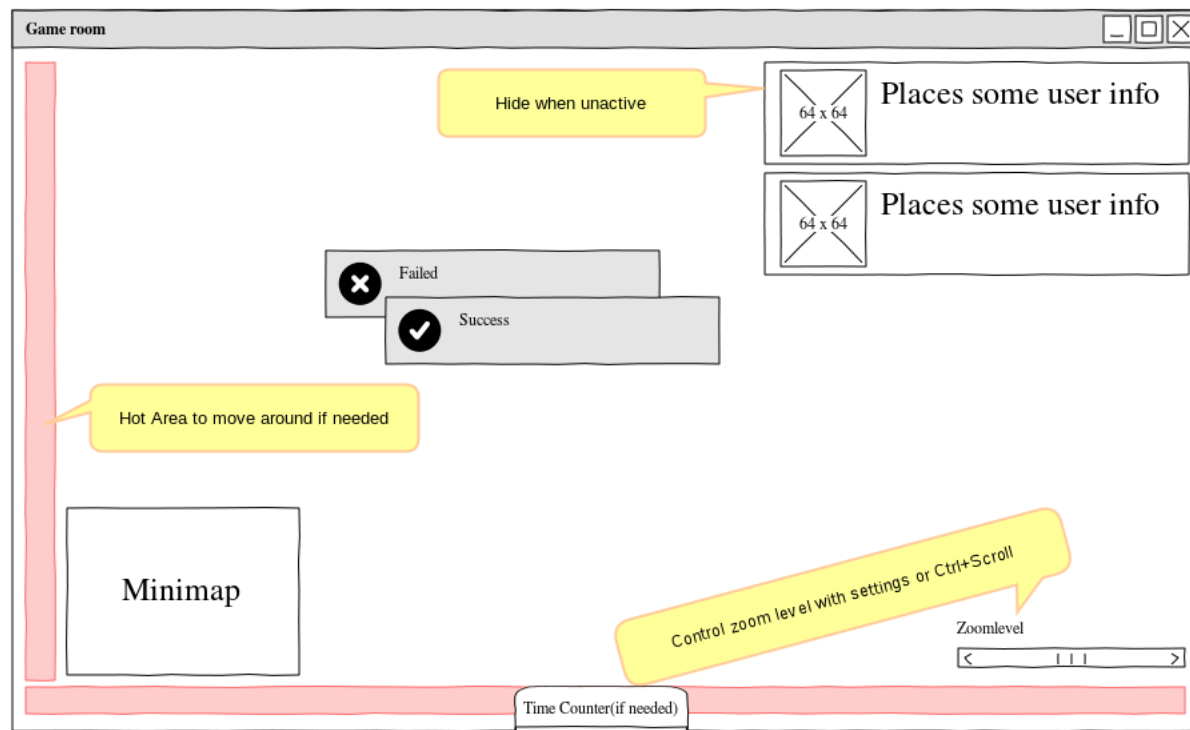 Game room
Hide when unactive
64 x 64
Places some user info
64 x 64
Places some user info
Failed
Success
Hot Area to move around if needed
Minimap
Control zoom level with settings or Ctrl+Scroll
Zoomlevel
Time Counter(if needed)